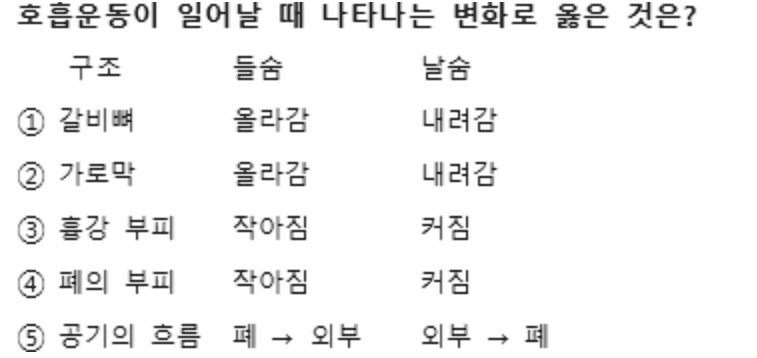 호흡운동이 일어날 때 나타나는 변화로 옳은 것은?
구조 들숨 날숨
① 갈비뼈 올라감 내려감
② 가로막 올라감 내려감
③ 흉강 부피 작아짐 커짐
④ 폐의 부피 작아짐 커짐
⑤ 공기의 흐름 폐 → 외부 외부 → 폐